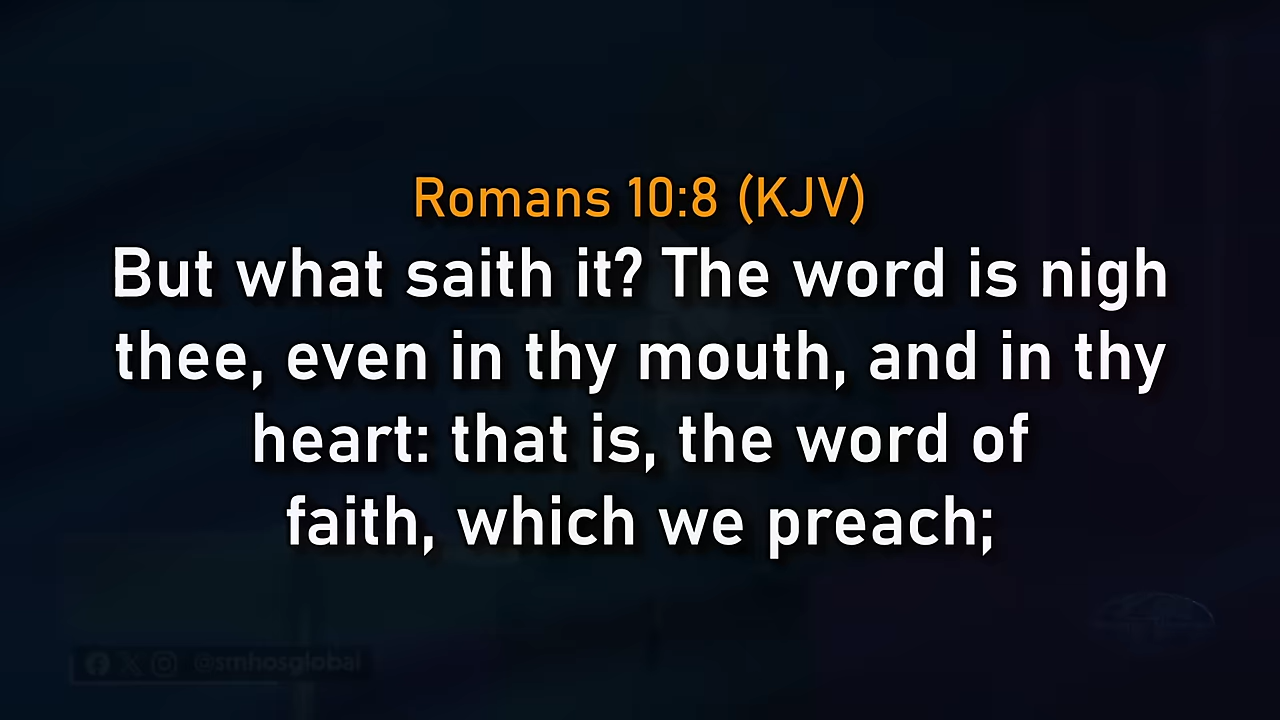 Romans 10:8 (KJV)
But what saith it? The word is nigh
thee, even in thy mouth, and in thy
heart: that is, the word of
faith, which we preach;
@smhosglobal